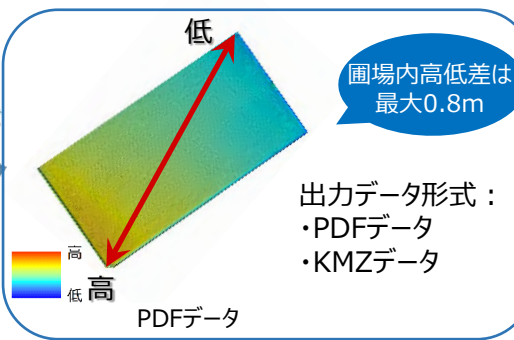 低
圃場内高低差は
最大0.8m
出力データ形式：
・PDFデータ
・KMZデータ
高
低
高
PDFデータ